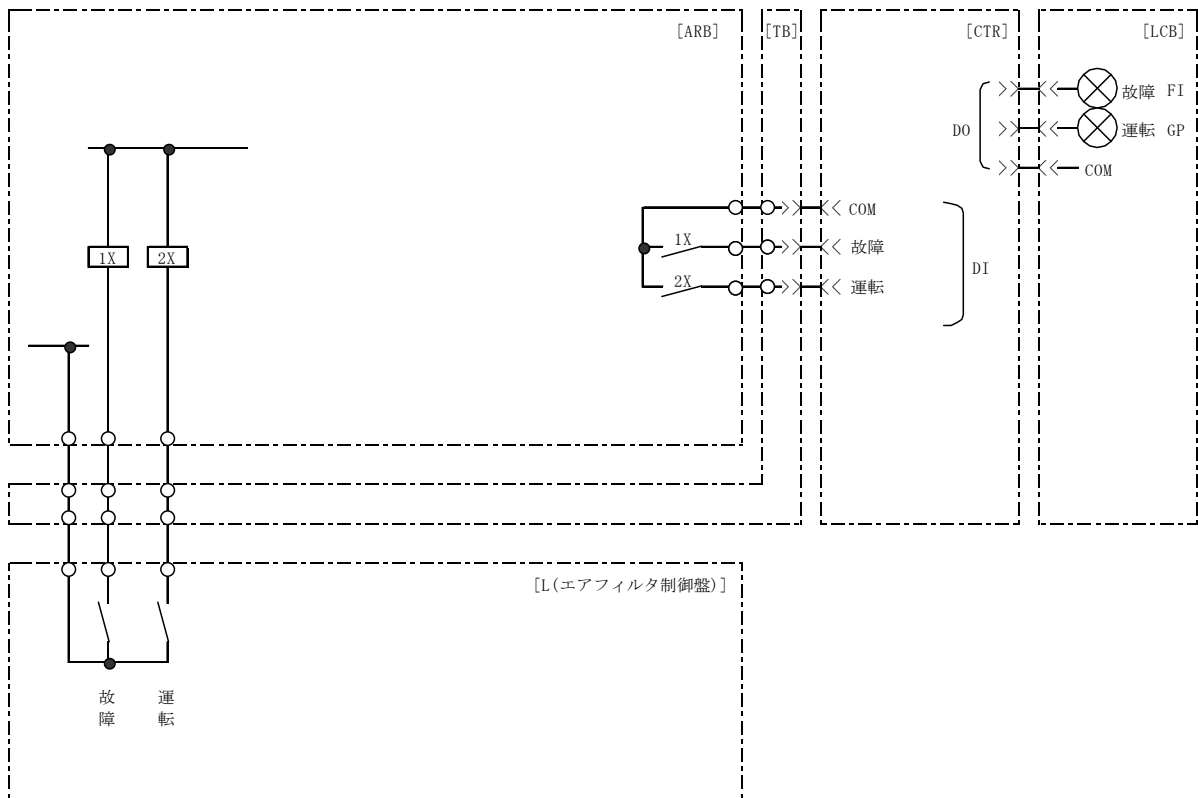 [ARB]
[TB]
[CTR]
[LCB]
故障 FI
DO
運転 GP
COM
COM
1X
故障
1X
2X
DI
2X
運転
[L(エアフィルタ制御盤)]
故障
運転